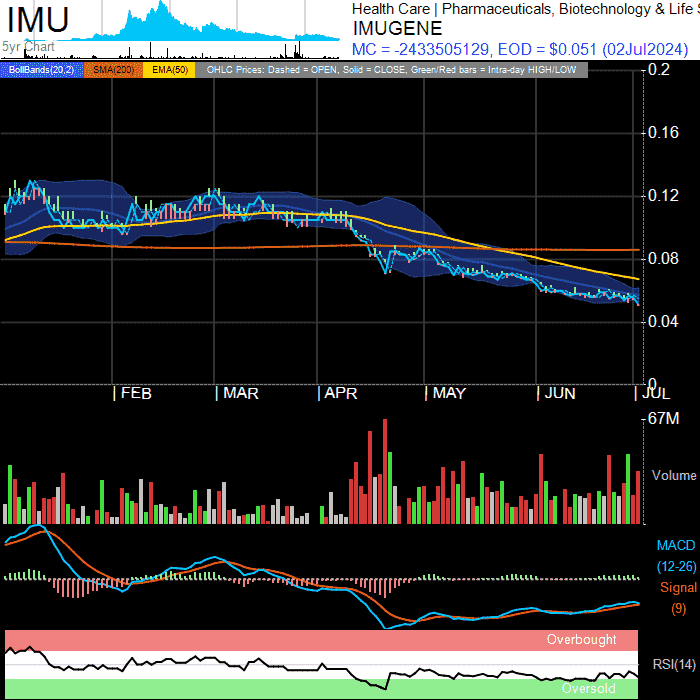 IMU
5yr Chart
Health Care | Pharmaceuticals, Biotechnology & Life S
IMUGENE
MC = -2433505129, EOD = $0.051 (02Jul2024)
BollBands(20,2) SMA(200) EMA(50) OHLC Prices: Dashed = OPEN, Solid = CLOSE, Green/Red bars = Intra-day HIGH/LOW
0.2
0.16
0.12
0.08
0.04
0
FEB MAR APR MAY JUN JUL
67M
Volume
MACD
(12-26)
Signal
(9)
Overbought
RSI(14)
Oversold